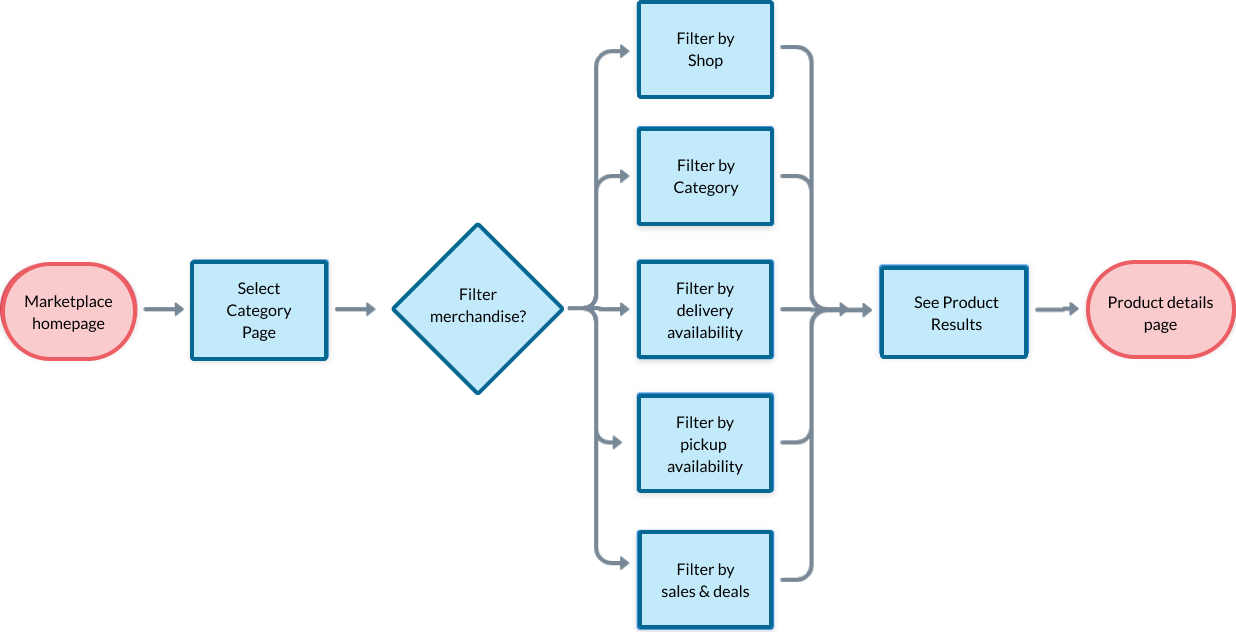 Marketplace
homepage
Select
Category
Page
Filter
merchandise?
Filter by
Shop
Filter by
Category
Filter by
delivery
availability
Filter by
pickup
availability
Filter by
sales & deals
See Product
Results
Product details
page